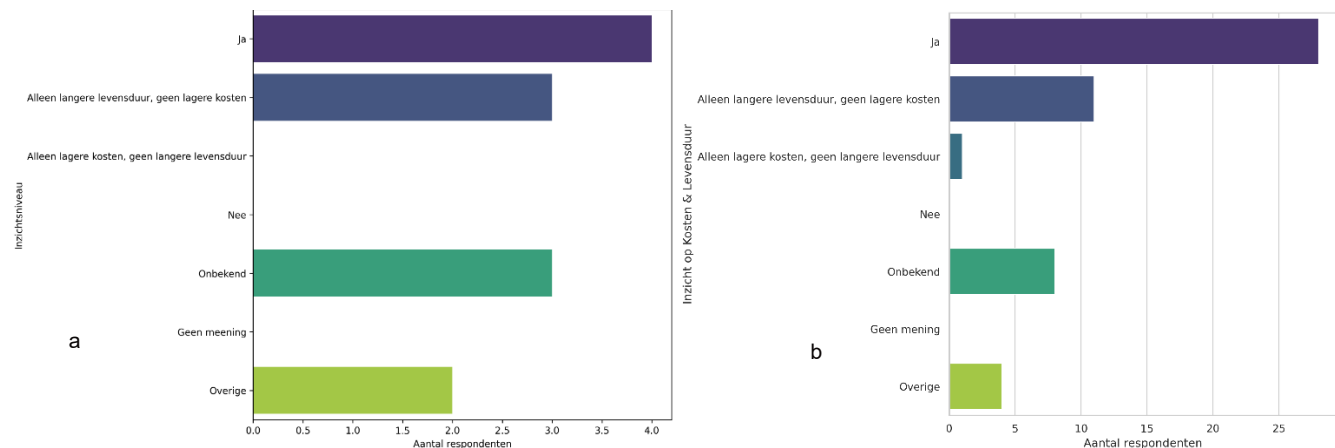 Ja
Alleen langere levensduur, geen lagere kosten
Alleen lagere kosten, geen langere levensduur
Nee
Onbekend
Geen meening
Overige
Inzichtsniveau
0.0 0.5 1.0 1.5 2.0 2.5 3.0 3.5 4.0
Aantal respondenten
a
Ja
Alleen langere levensduur, geen lagere kosten
Alleen lagere kosten, geen langere levensduur
Nee
Onbekend
Geen mening
Overige
Inzicht op Kosten & Levensduur
0 5 10 15 20 25
Aantal respondenten
b